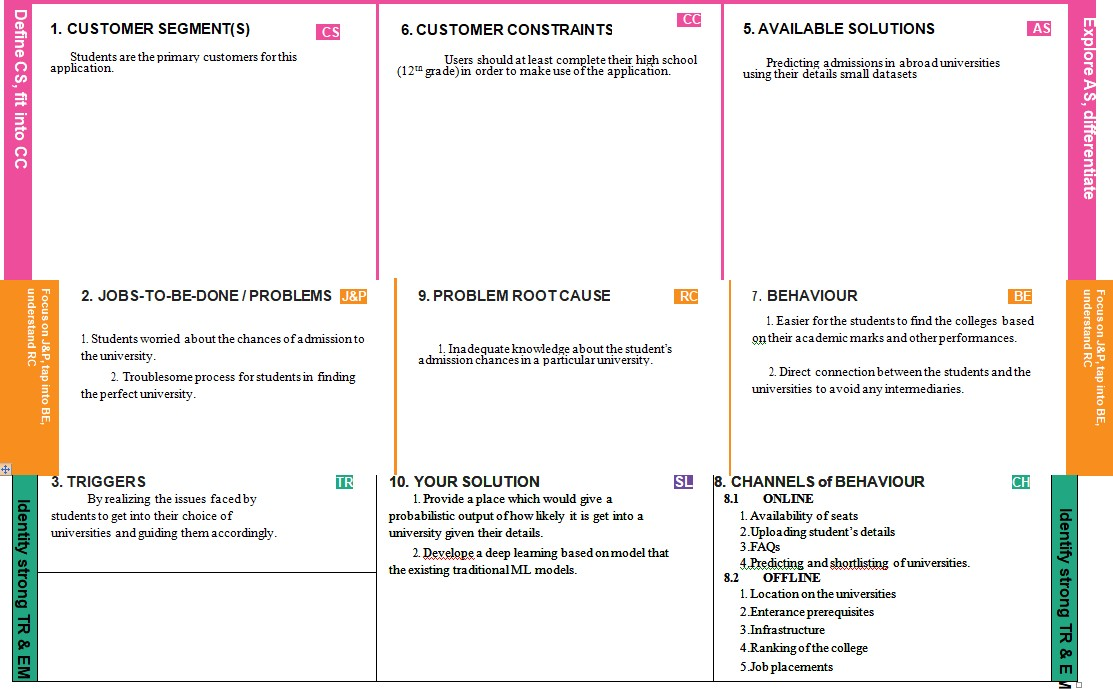 Define CS, fit into CC
1. CUSTOMER SEGMENT(S)
CS
Students are the primary customers for this
application.
6. CUSTOMER CONSTRAINTS
CC
Users should at least complete their high school
(12th grade) in order to make use of the application.
5. AVAILABLE SOLUTIONS
AS
Predicting admissions in abroad universities
using their details small datasets
Explore AS, differentiate
Focus on J&P, tap into BE,
understand RC
2. JOBS-TO-BE-DONE / PROBLEMS
J&P
1. Students worried about the chances of admission to
the university.
2. Troublesome process for students in finding
the perfect university.
9. PROBLEM ROOT CAUSE
RC
1. Inadequate knowledge about the student's
admission chances in a particular university.
7. BEHAVIOUR
BE
1. Easier for the students to find the colleges based
on their academic marks and other performances.
2. Direct connection between the students and the
universities to avoid any intermediaries.
Focus on J&P, tap into BE,
understand RC
Identify strong TR & EM
3. TRIGGERS
TR
By realizing the issues faced by
students to get into their choice of
universities and guiding them accordingly.
10. YOUR SOLUTION
SL
1. Provide a place which would give a
probabilistic output of how likely it is get into a
university given their details.
2. Develope a deep learning based on model that
the existing traditional ML models.
8. CHANNELS of BEHAVIOUR
CH
8.1 ONLINE
1. Availability of seats
2.Uploading student's details
3.FAQs
4.Predicting and shortlisting of universities.
8.2 OFFLINE
1. Location on the universities
2.Enterance prerequisites
3.Infrastructure
4.Ranking of the college
5.Job placements
Identify strong TR & EM